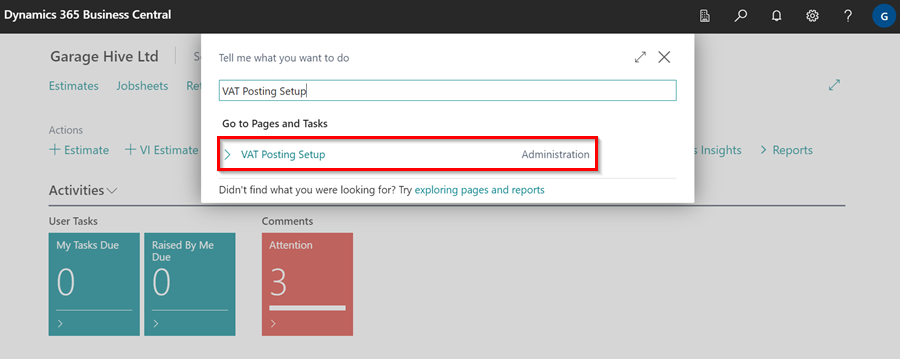 Dynamics 365 Business Central
G
Garage Hive Ltd
Tell me what you want to do
Estimates Jobsheets
VAT Posting Setup
Go to Pages and Tasks
Actions
Estimate VI Estimate
VAT Posting Setup Administration
Insights Reports
Didn't find what you were looking for? Try exploring pages and reports
Activities
User Tasks Comments
My Tasks Due Raised By Me Due Attention
0 0 3